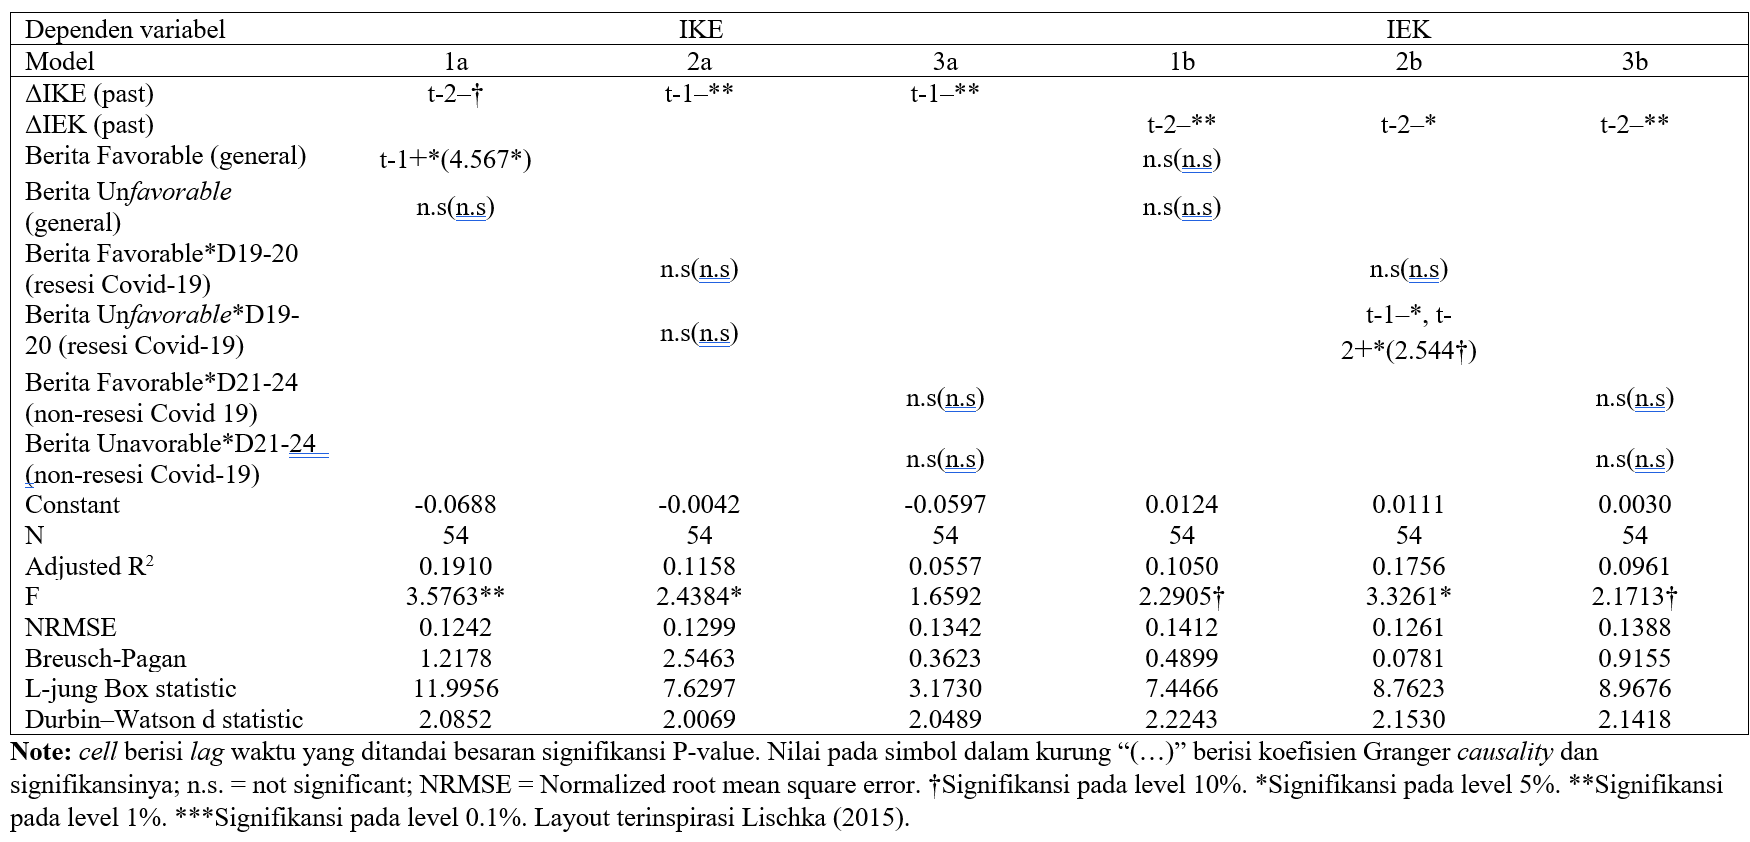 Dependen variabel IKE IEK
Model 1a 2a 3a 1b 2b 3b
ΔIKE (past) t-2–† t-1–** t-1–**
ΔIEK (past) t-2–** t-2–* t-2–**
Berita Favorable (general) t-1+*(4.567*) n.s(n.s)
Berita Unfavorable
(general) n.s(n.s) n.s(n.s)
Berita Favorable*D19-20
(resesi Covid-19) n.s(n.s) n.s(n.s)
Berita Unfavorable*D19-
20 (resesi Covid-19) n.s(n.s) t-1–*, t-
2+*(2.544†)
Berita Favorable*D21-24
(non-resesi Covid 19) n.s(n.s) n.s(n.s)
Berita Unavorable*D21-24
(non-resesi Covid-19) n.s(n.s) n.s(n.s)
Constant -0.0688 -0.0042 -0.0597 0.0124 0.0111 0.0030
N 54 54 54 54 54 54
Adjusted R² 0.1910 0.1158 0.0557 0.1050 0.1756 0.0961
F 3.5763** 2.4384* 1.6592 2.2905† 3.3261* 2.1713†
NRMSE 0.1242 0.1299 0.1342 0.1412 0.1261 0.1388
Breusch-Pagan 1.2178 2.5463 0.3623 0.4899 0.0781 0.9155
L-jung Box statistic 11.9956 7.6297 3.1730 7.4466 8.7623 8.9676
Durbin–Watson d statistic 2.0852 2.0069 2.0489 2.2243 2.1530 2.1418
Note: cell berisi lag waktu yang ditandai besaran signifikansi P-value. Nilai pada simbol dalam kurung “(…)” berisi koefisien Granger causality dan
signifikansinya; n.s. = not significant; NRMSE = Normalized root mean square error. †Signifikansi pada level 10%. *Signifikansi pada level 5%. **Signifikansi
pada level 1%. ***Signifikansi pada level 0.1%. Layout terinspirasi Lischka (2015).